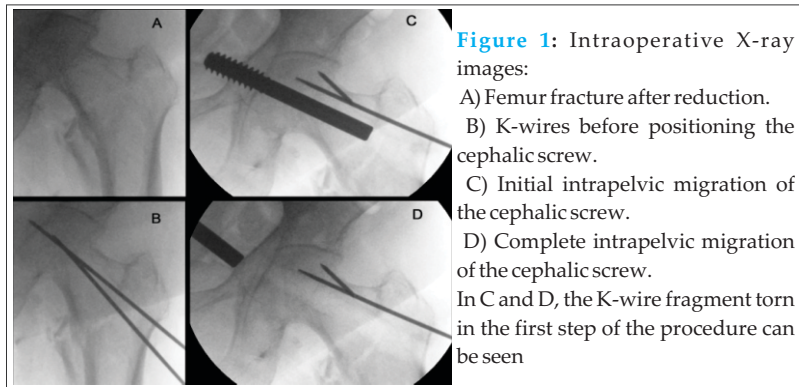 A
C
B
D
Figure 1: Intraoperative X-ray
images:
A) Femur fracture after reduction.
B) K-wires before positioning the
cephalic screw.
C) Initial intrapelvic migration of
the cephalic screw.
D) Complete intrapelvic migration
of the cephalic screw.
In C and D, the K-wire fragment torn
in the first step of the procedure can
be seen